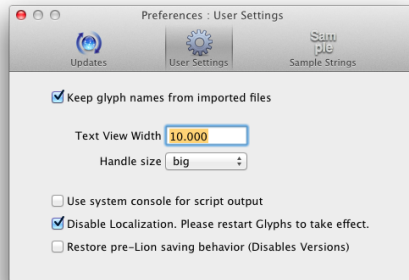 Preferences : User Settings
Updates
User Settings
Sam
ple
Sample Strings
Keep glyph names from imported files
Text View Width 10.000
Handle size big
Use system console for script output
Disable Localization. Please restart Glyphs to take effect.
Restore pre-Lion saving behavior (Disables Versions)